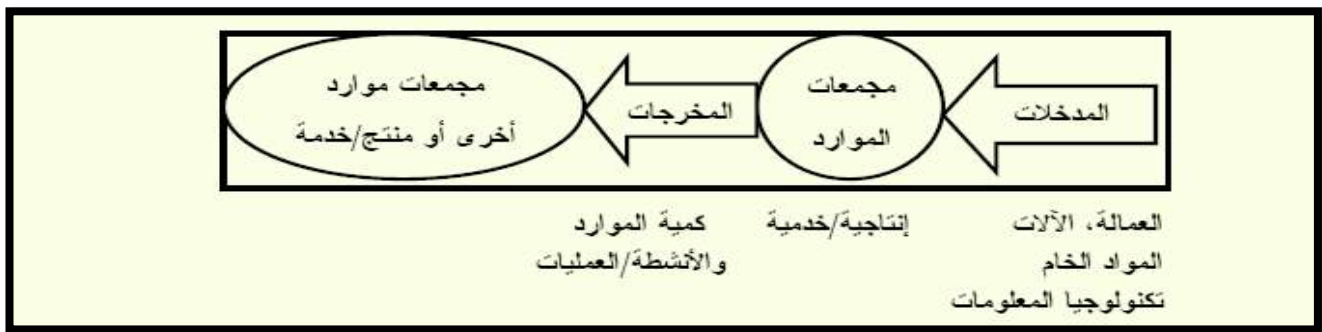 المدخلات
مجمعات
الموارد
المخرجات
مجمعات موارد
أخرى أو منتج/خدمة
العمالة، الآلات
المواد الخام
تكنولوجيا المعلومات
إنتاجية/خدمية
كمية الموارد
والأنشطة/العمليات